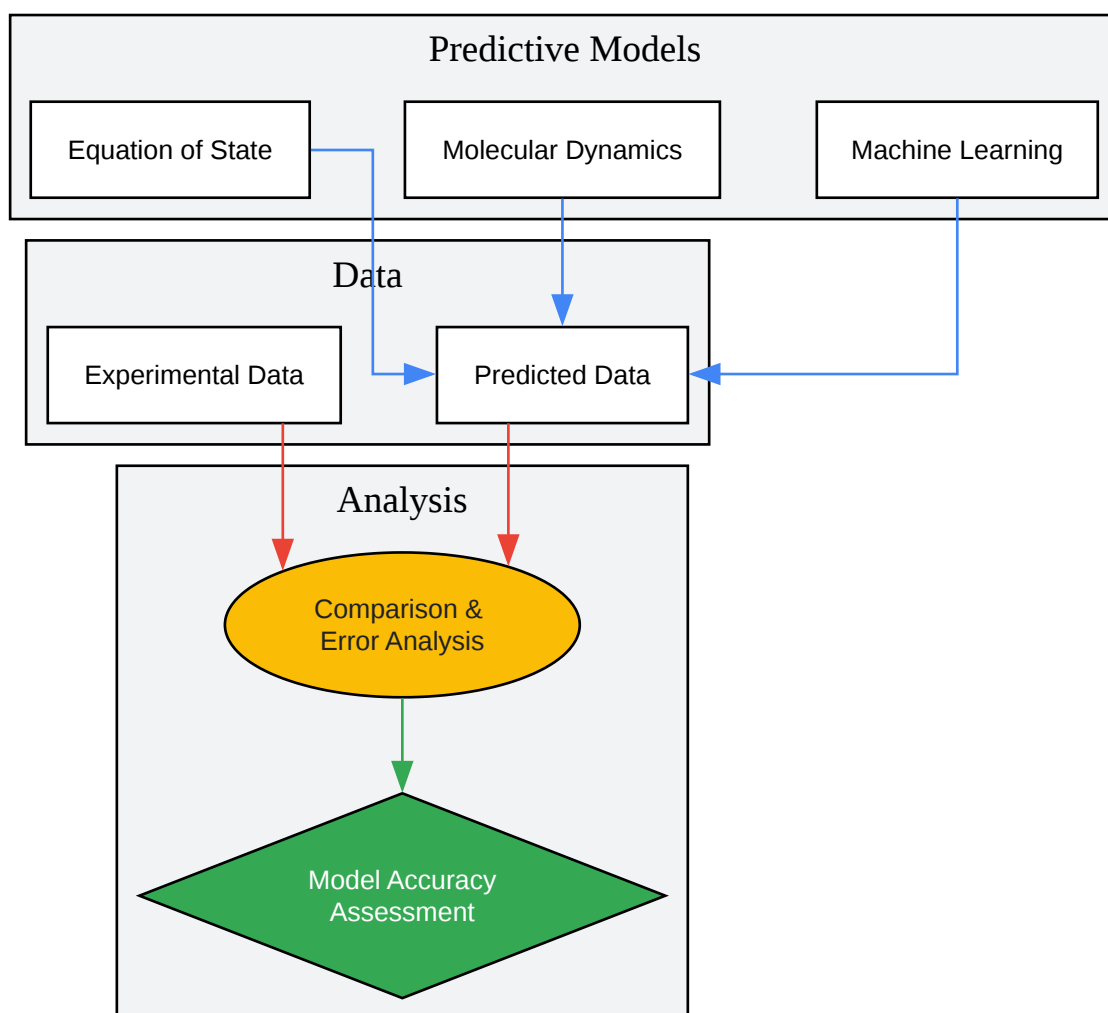 Predictive Models
Equation of State
Molecular Dynamics
Machine Learning
Data
Experimental Data
Predicted Data
Analysis
Comparison &
Error Analysis
Model Accuracy
Assessment